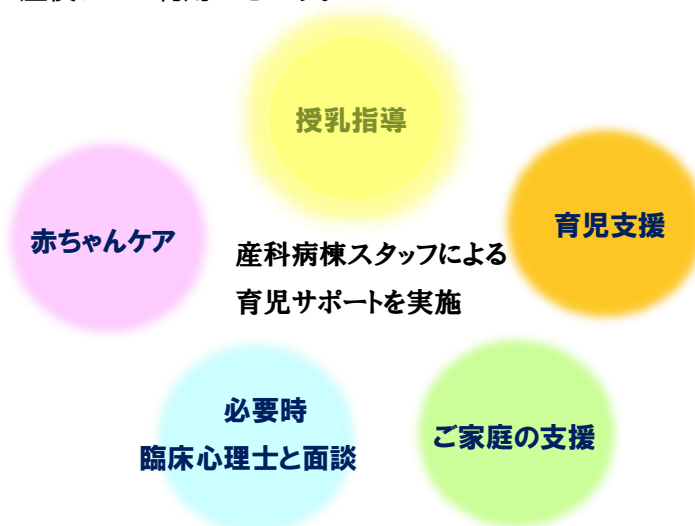 授乳指導
育児支援
赤ちゃんケア
産科病棟スタッフによる
育児サポートを実施
必要時
臨床心理士と面談
ご家庭の支援